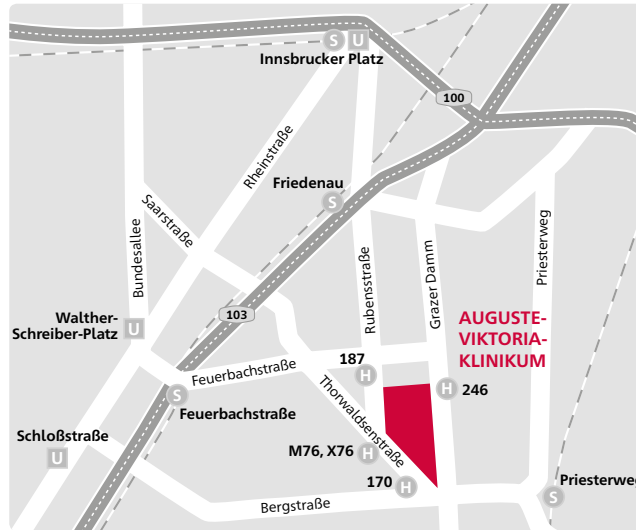 S U
Innsbrucker Platz
100
Rheinstraße
Friedenau
S
Saarstraße
Bundesallee
Rubensstraße
Grazer Damm
Priesterweg
103
Walther-
Schreiber-Platz
U
AUGUSTE-
VIKTORIA-
KLINIKUM
187
H
Feuerbachstraße
H 246
S
Feuerbachstraße
Thorwaldsenstraße
Schloßstraße
U
M76, X76
H
170
H
Bergstraße
Priesterweg
S